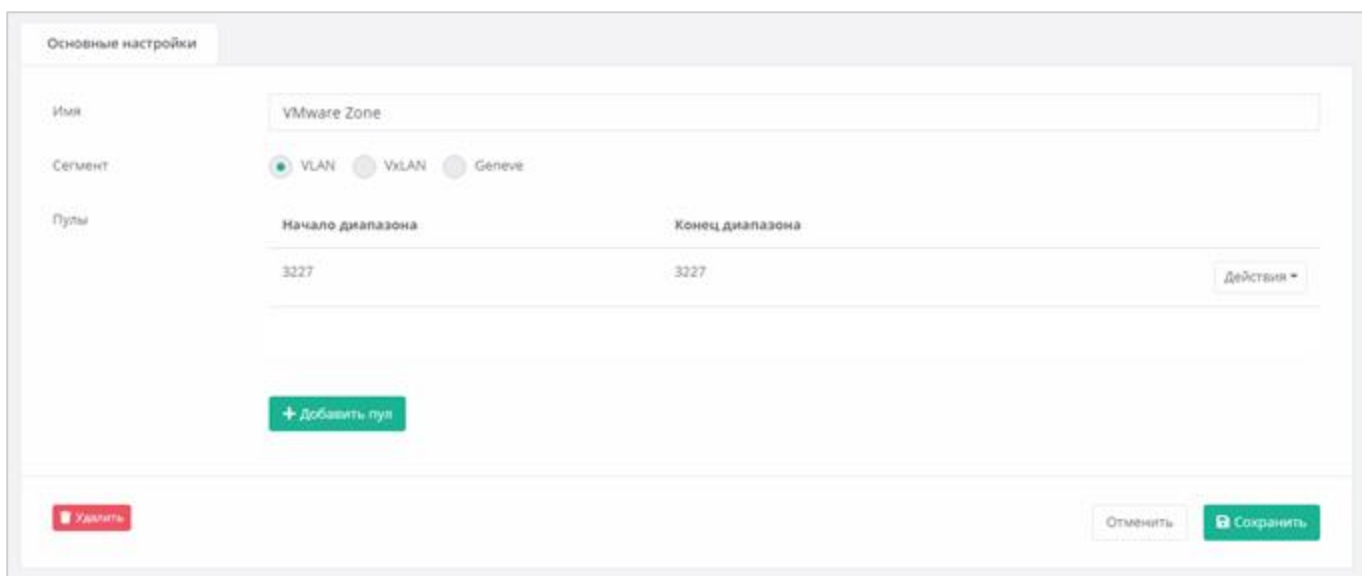 Основные настройки
Имя VMware Zone
Сегмент VLAN VxLAN Geneve
Пулы Начало диапазона Конец диапазона
3227 3227 Действия
+ Добавить пул
Удалить Отменить Сохранить